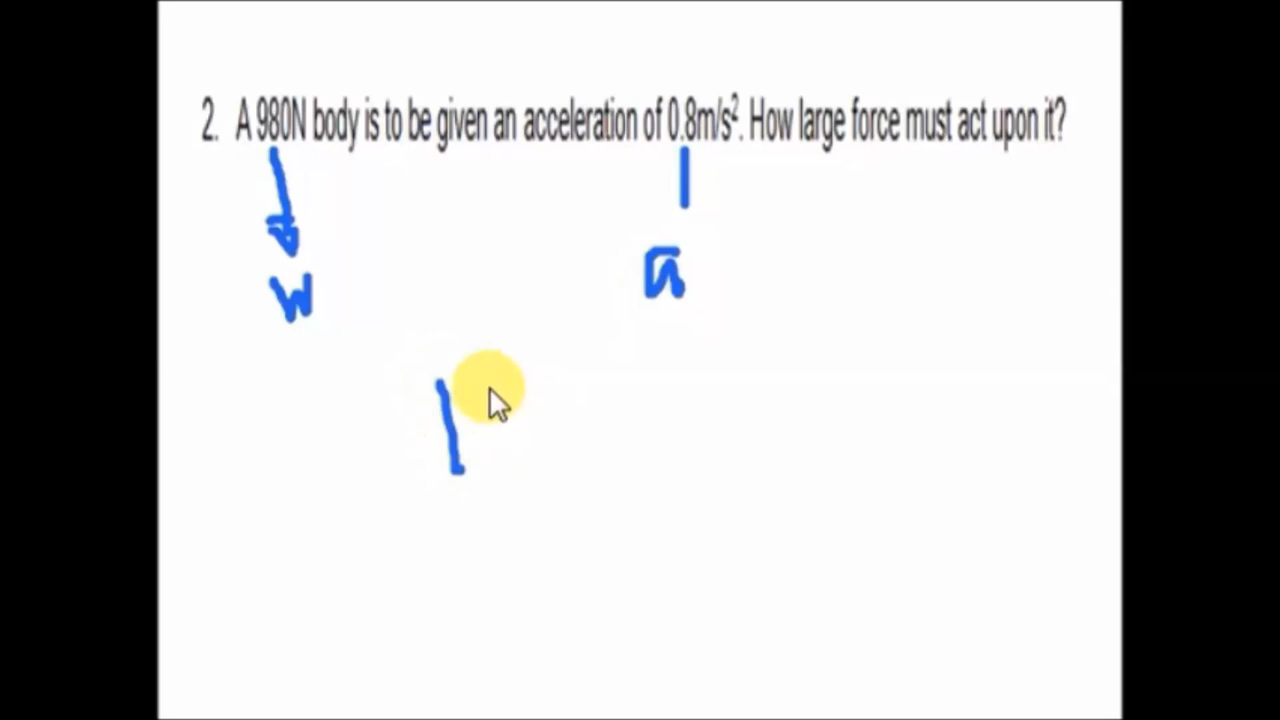 2. A 980N body is to be given an acceleration of 0.8m/s². How large force must act upon it?
W a